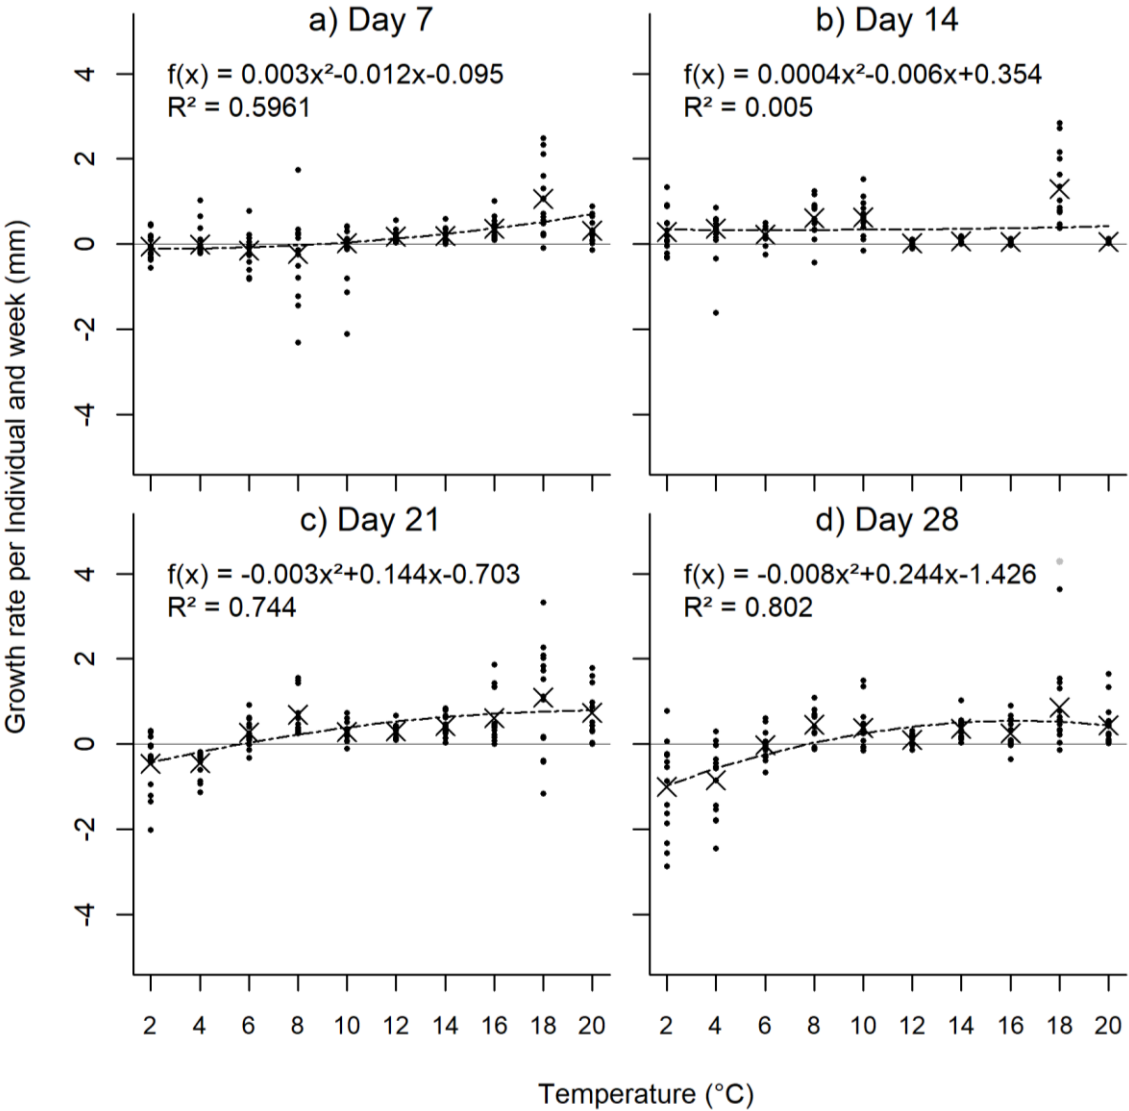 a) Day 7
f(x) = 0.003x²-0.012x-0.095
R² = 0.5961
b) Day 14
f(x) = 0.0004x²-0.006x+0.354
R² = 0.005
4
2
0
-2
-4
c) Day 21
f(x) = -0.003x²+0.144x-0.703
R² = 0.744
d) Day 28
f(x) = -0.008x²+0.244x-1.426
R² = 0.802
4
2
0
-2
-4
2 4 6 8 10 12 14 16 18 20
2 4 6 8 10 12 14 16 18 20
Temperature (°C)
Growth rate per Individual and week (mm)